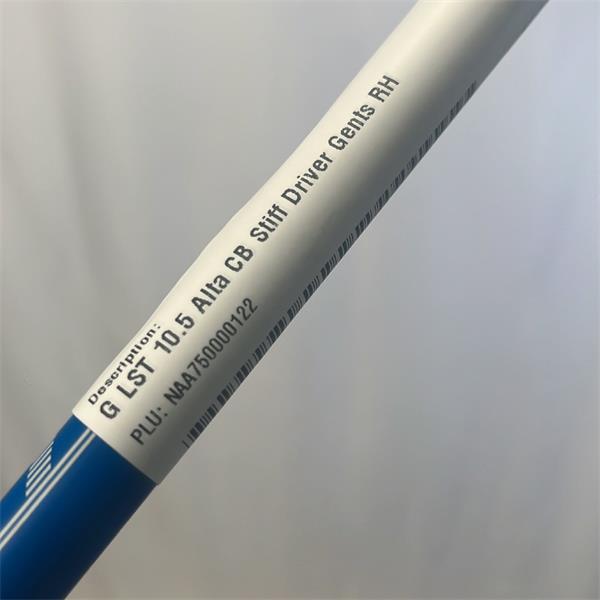 Description:
G LST 10.5 Alta CB Stiff Driver Gents RH
PLU: NAA750000122